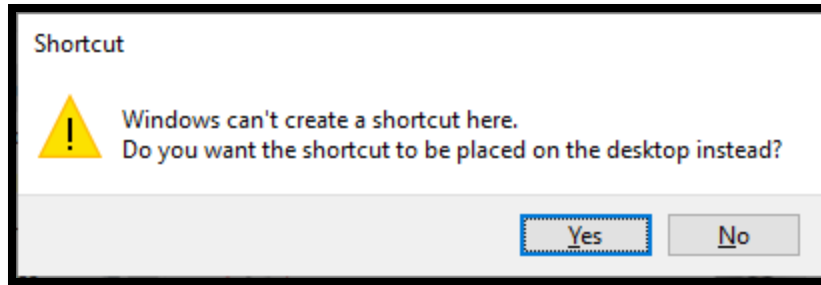 Shortcut
!
Windows can't create a shortcut here.
Do you want the shortcut to be placed on the desktop instead?
Yes
No